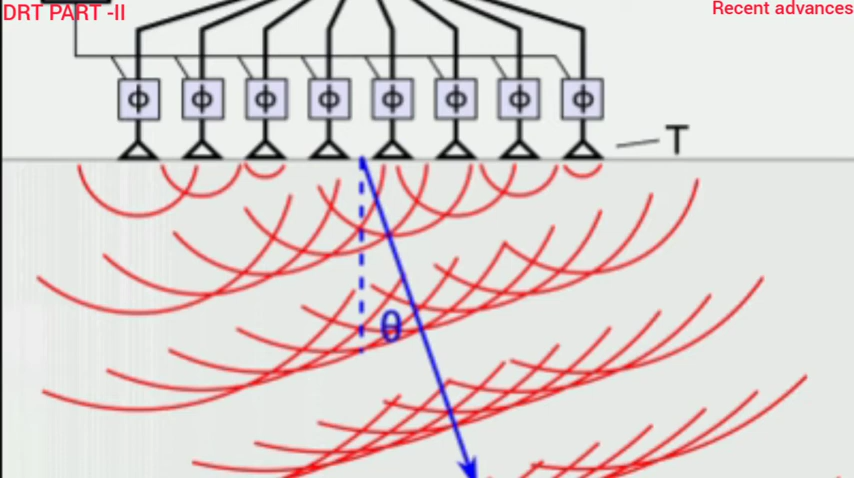 DRT PART -II
Recent advances
ϕ ϕ ϕ ϕ ϕ ϕ ϕ ϕ
T
θ